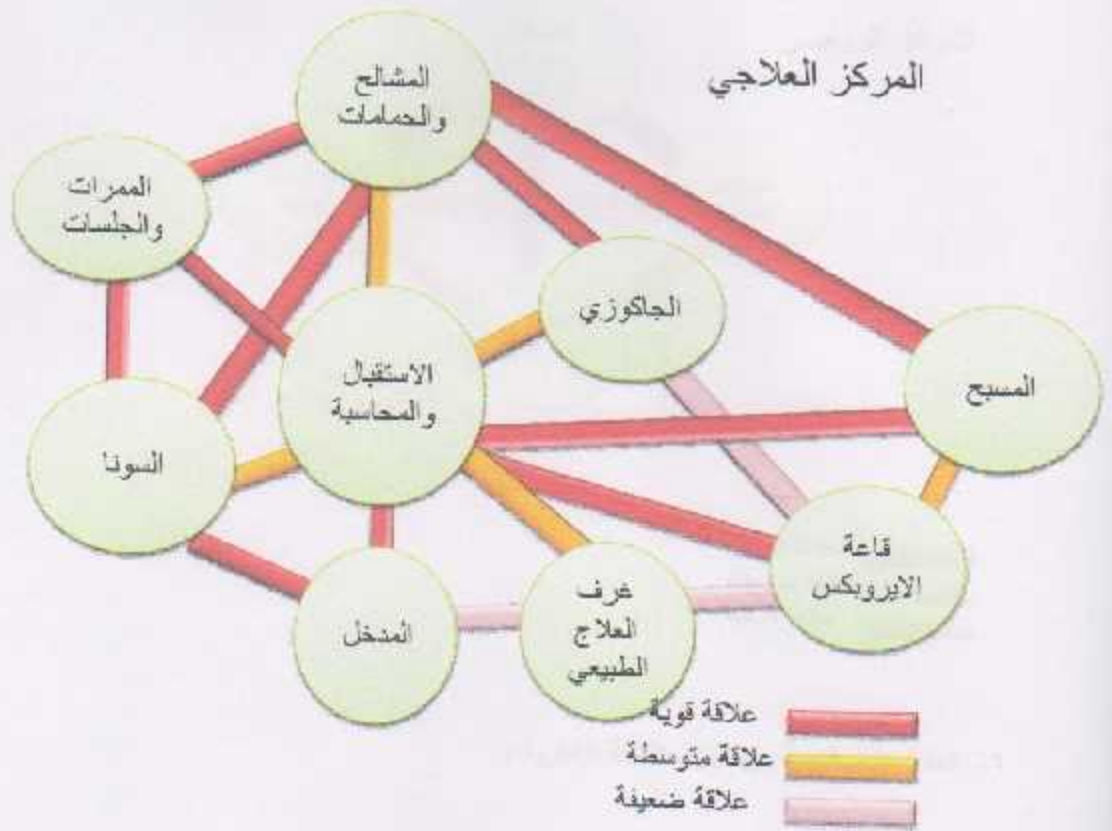 المركز العلاجي
المشالح
والحمامات
الممرات
والجلسات
الجاكوزي
الاستقبال
والمحاسبة
المسبح
السونا
قاعة
الايروبكس
غرف
العلاج
الطبيعي
المدخل
علاقة قوية
علاقة متوسطة
علاقة ضعيفة